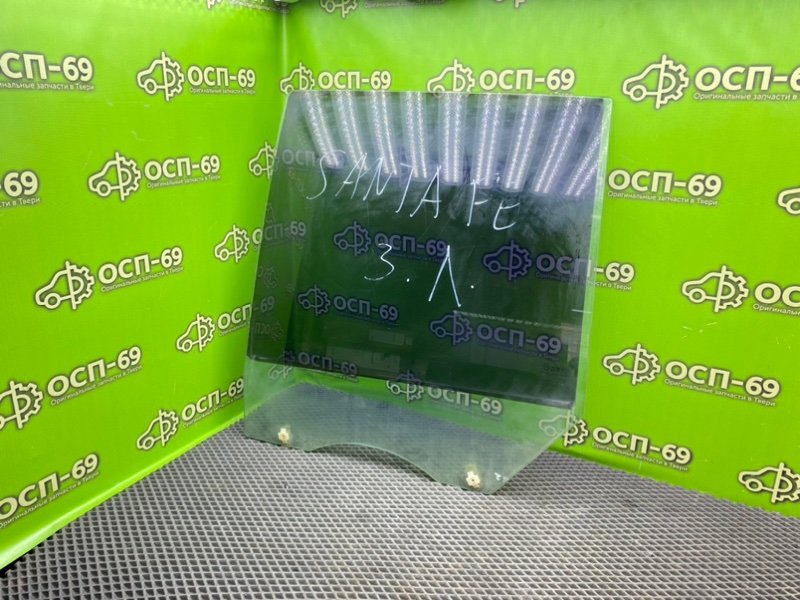 ОСП-69
Оригинальные запчасти в Твери
SANTA FE
З. Л.